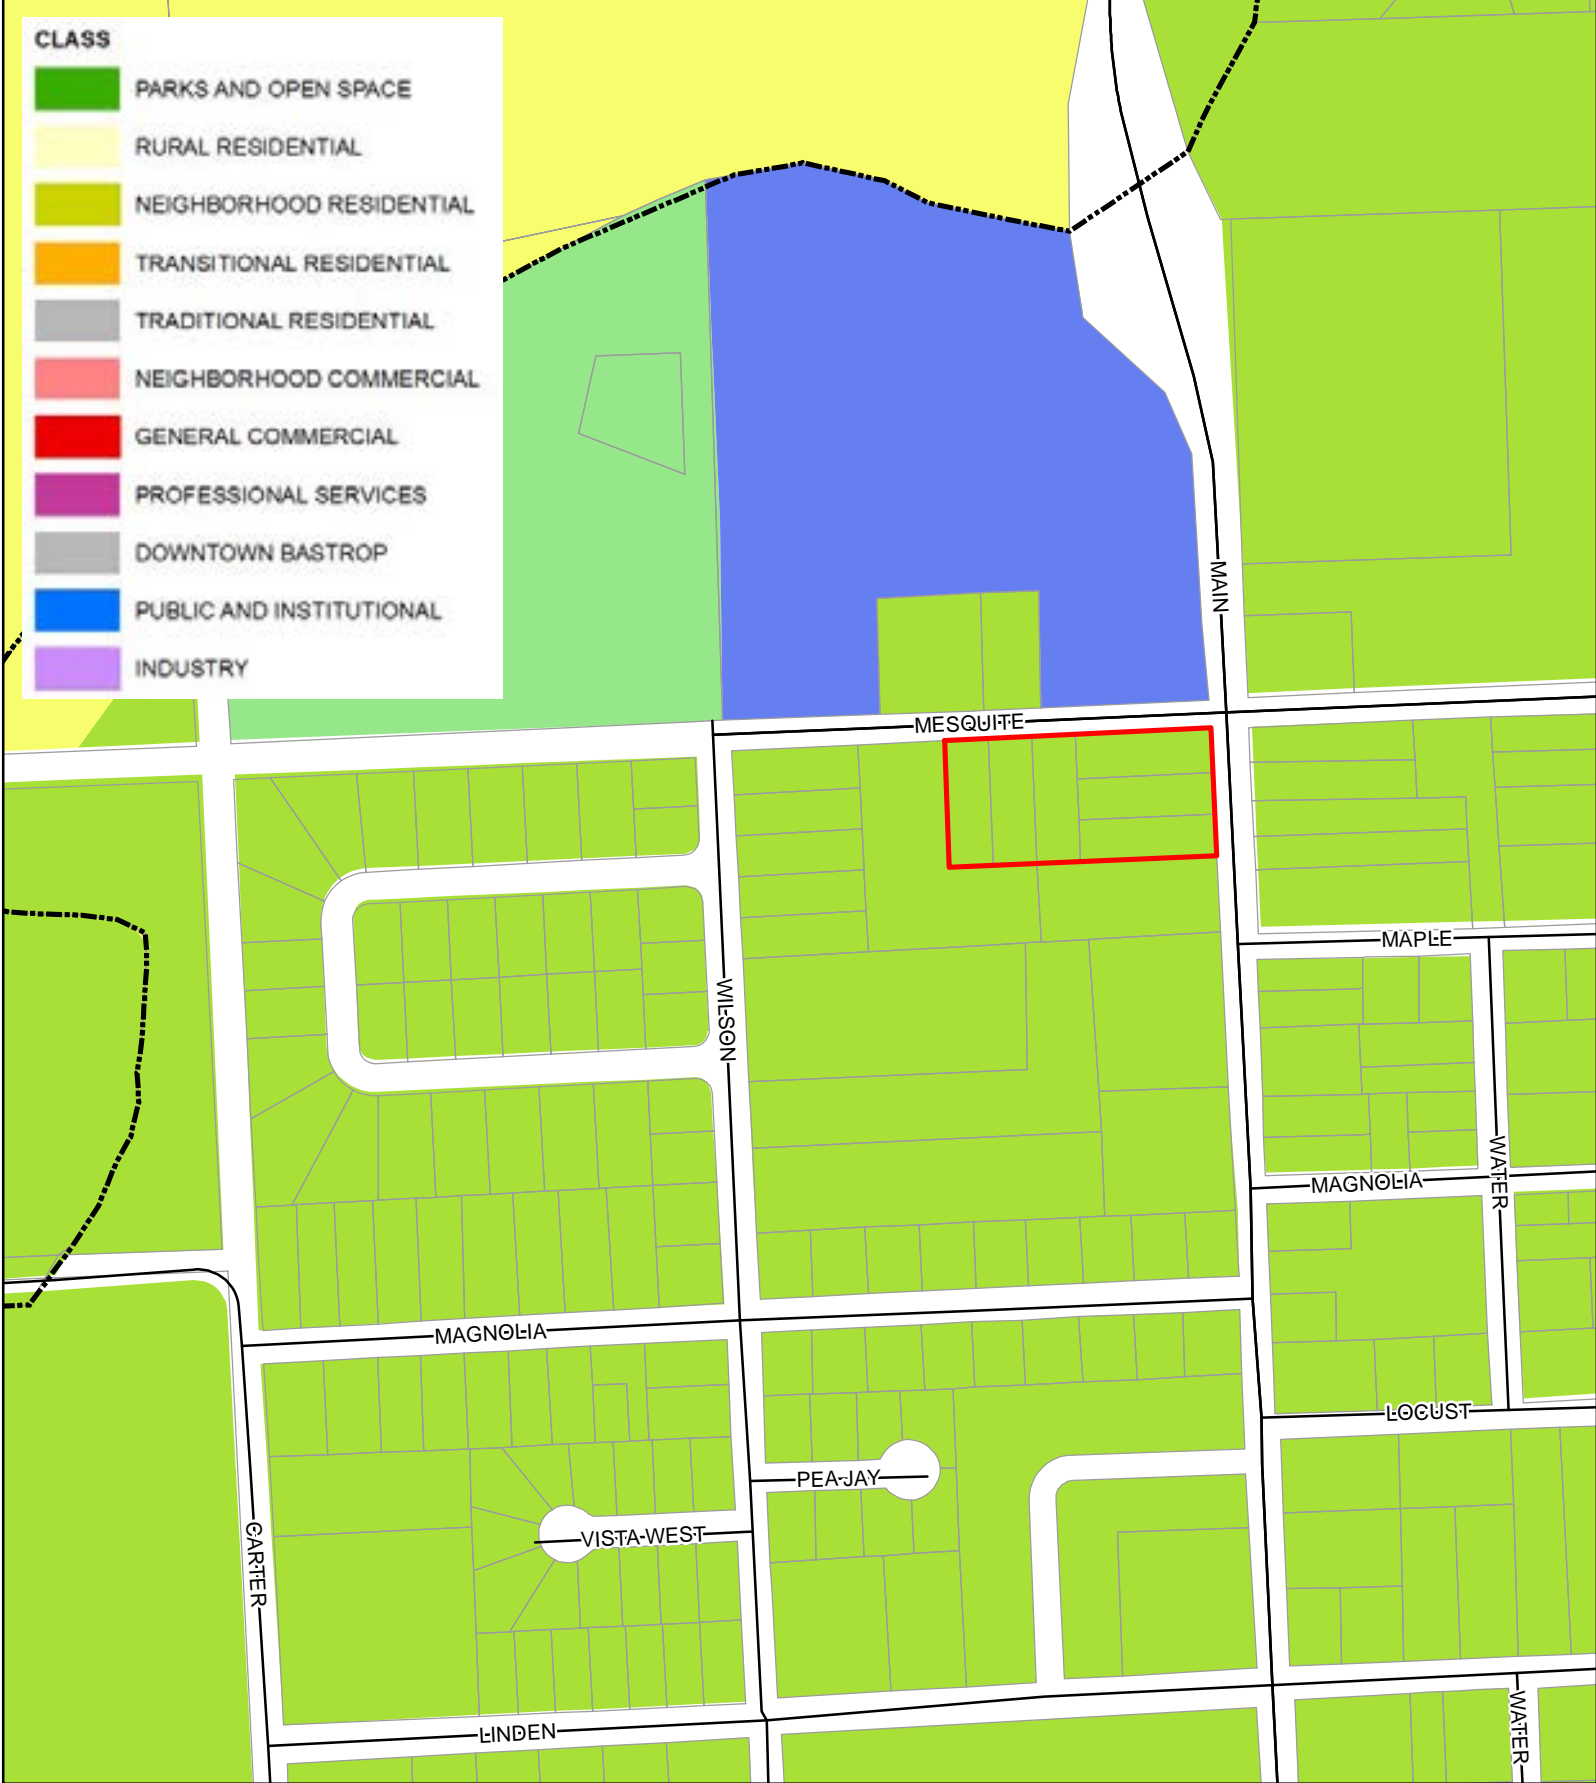 CLASS
PARKS AND OPEN SPACE
RURAL RESIDENTIAL
NEIGHBORHOOD RESIDENTIAL
TRANSITIONAL RESIDENTIAL
TRADITIONAL RESIDENTIAL
NEIGHBORHOOD COMMERCIAL
GENERAL COMMERCIAL
PROFESSIONAL SERVICES
DOWNTOWN BASTROP
PUBLIC AND INSTITUTIONAL
INDUSTRY
MAIN
MESQUITE
MAPLE
WILSON
WATER
MAGNOLIA
MAGNOLIA
LOCUST
PEA JAY
VISTA WEST
CARTER
LINDEN
WATER